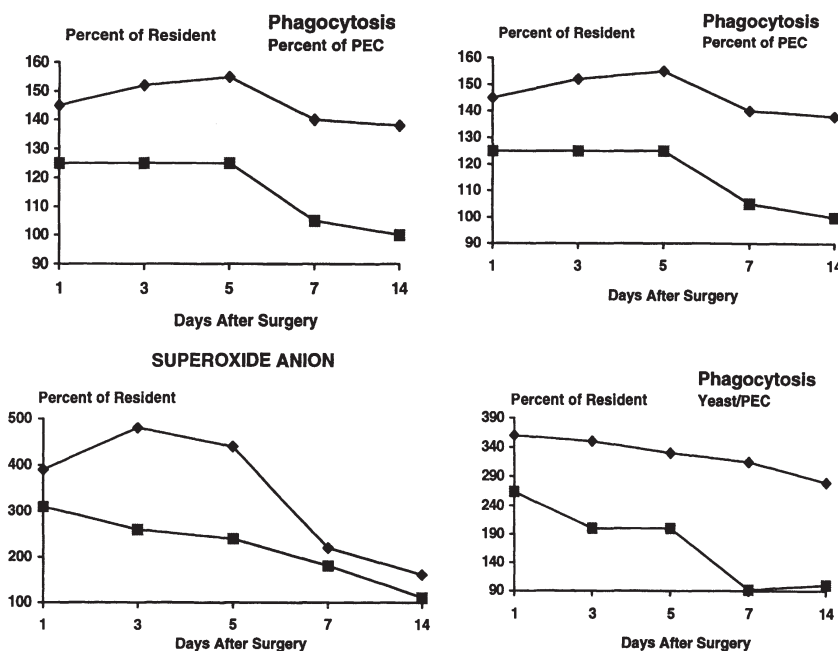 Percent of Resident
Phagocytosis
Percent of PEC
160
150
140
130
120
110
100
90
1 3 5 7 14
Days After Surgery
Percent of Resident
Phagocytosis
Percent of PEC
160
150
140
130
120
110
100
90
1 3 5 7 14
Days After Surgery
SUPEROXIDE ANION
Percent of Resident
500
400
300
200
100
1 3 5 7 14
Days After Surgery
Phagocytosis
Percent of Resident
Yeast/PEC
390
340
290
240
190
140
90
1 3 5 7 14
Days After Surgery